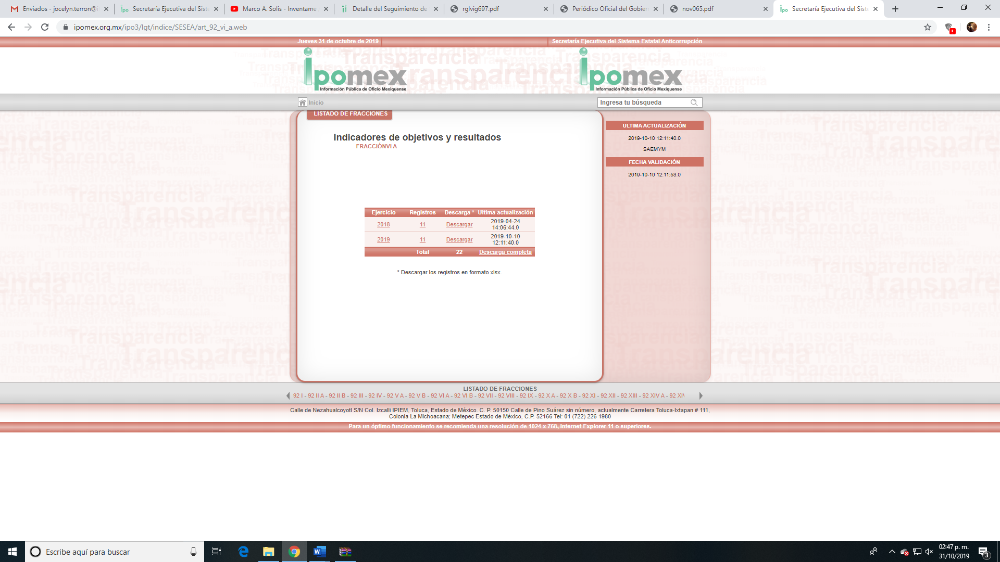 Enviados - jocelyn.terron@i
Secretaría Ejecutiva del Siste
Marco A. Solis - Inventame
Detalle del Seguimiento de
rglvig697.pdf
Periódico Oficial del Gobier
nov065.pdf
Secretaría Ejecutiva del Siste
ipomex.org.mx/ipo3/lgt/indice/SESEA/art_92_vi_a.web
Jueves 31 de octubre de 2019
Secretaría Ejecutiva del Sistema Estatal Anticorrupción
ipomex
Información Pública de Oficio Mexiquense
ipomex
Información Pública de Oficio Mexiquense
Inicio
Ingresa tu búsqueda
LISTADO DE FRACCIONES
Indicadores de objetivos y resultados
FRACCIÓNVI A
ULTIMA ACTUALIZACIÓN
2019-10-10 12:11:40.0
SAEMYM
FECHA VALIDACIÓN
2019-10-10 12:11:53.0
Ejercicio Registros Descarga * Ultima actualización
2018 11 Descargar 2019-04-24 14:06:44.0
2019 11 Descargar 2019-10-10 12:11:40.0
Total 22 Descarga completa
* Descargar los registros en formato xlsx.
LISTADO DE FRACCIONES
92 I - 92 II A - 92 II B - 92 III - 92 IV - 92 V A - 92 V B - 92 VI A - 92 VI B - 92 VII - 92 VIII - 92 IX - 92 X A - 92 X B - 92 XI - 92 XII - 92 XIII - 92 XIV A - 92 XIV
Calle de Nezahualcoyotl S/N Col. Izcalli IPIEM, Toluca, Estado de México. C. P. 50150 Calle de Pino Suárez sin número, actualmente Carretera Toluca-Ixtapan # 111,
Colonia La Michoacana; Metepec Estado de México, C.P. 52166 Tel: 01 (722) 226 1980
Para un óptimo funcionamiento se recomienda una resolución de 1024 x 768, Internet Explorer 11 o superiores.
Escribe aquí para buscar
02:47 p. m.
31/10/2019
3